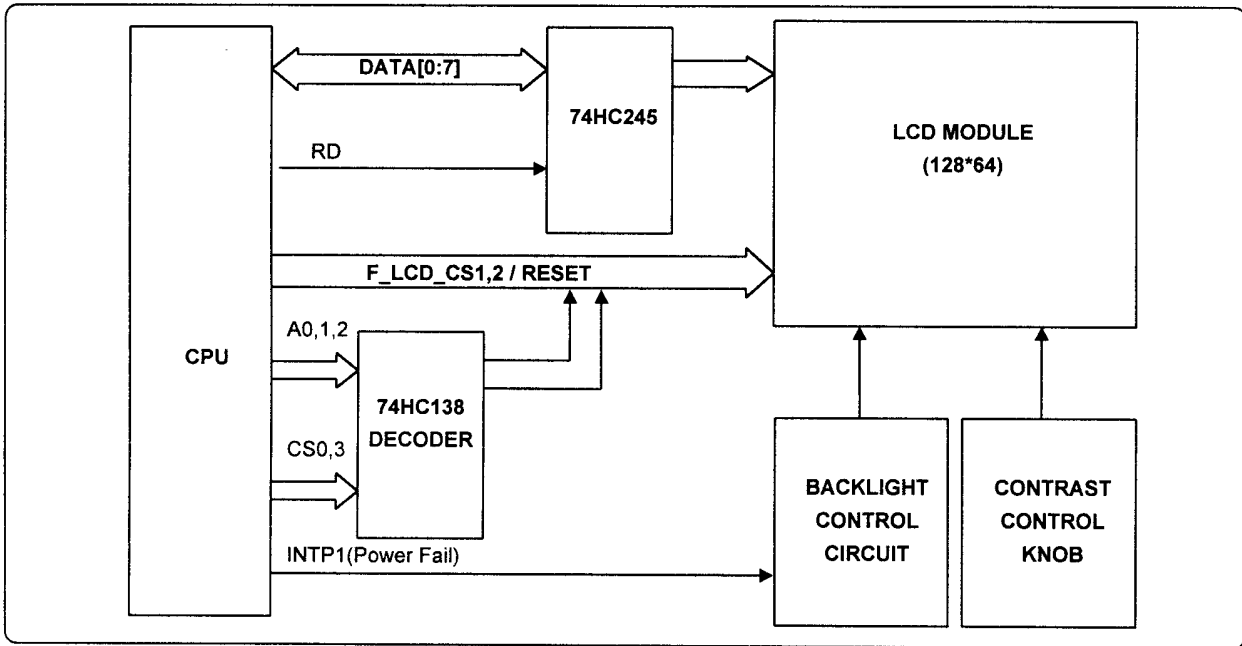 DATA[0:7]
74HC245
LCD MODULE
(128*64)
RD
F_LCD_CS1,2 / RESET
A0,1,2
CPU
74HC138
DECODER
CS0,3
BACKLIGHT
CONTROL
CIRCUIT
CONTRAST
CONTROL
KNOB
INTP1(Power Fail)